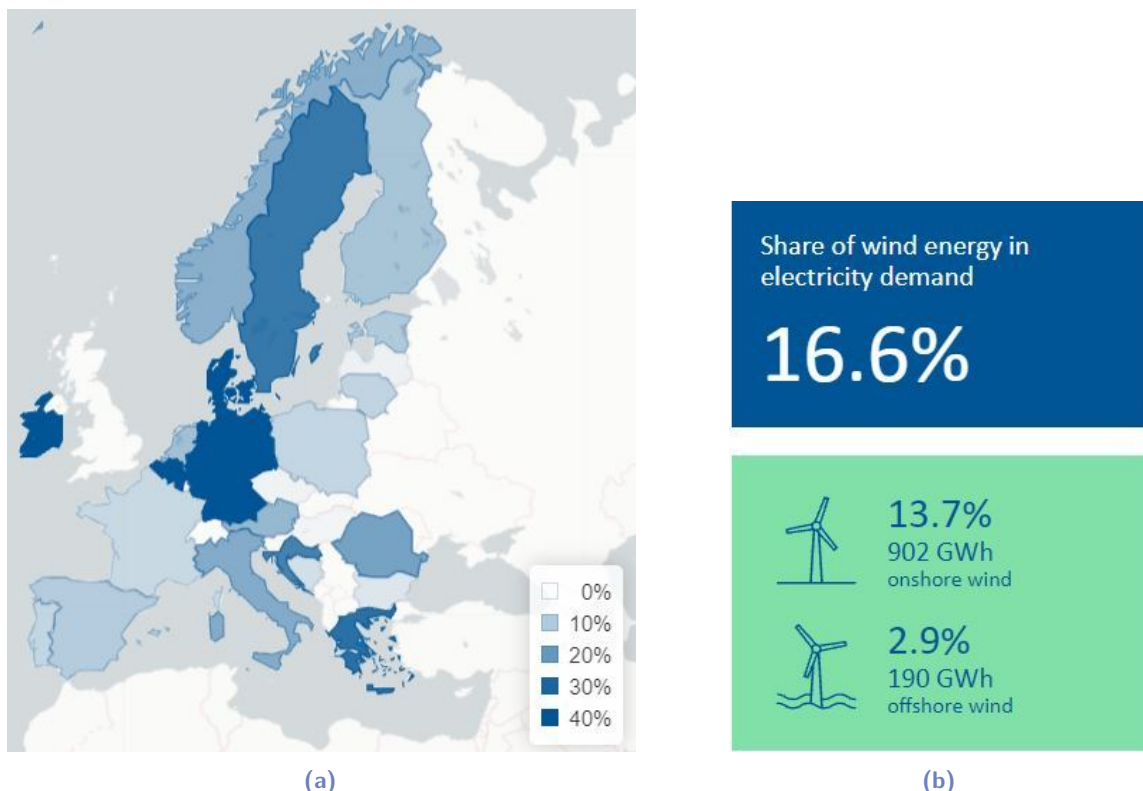 0%
10%
20%
30%
40%
(a)
Share of wind energy in
electricity demand
16.6%
13.7%
902 GWh
onshore wind
2.9%
190 GWh
offshore wind
(b)